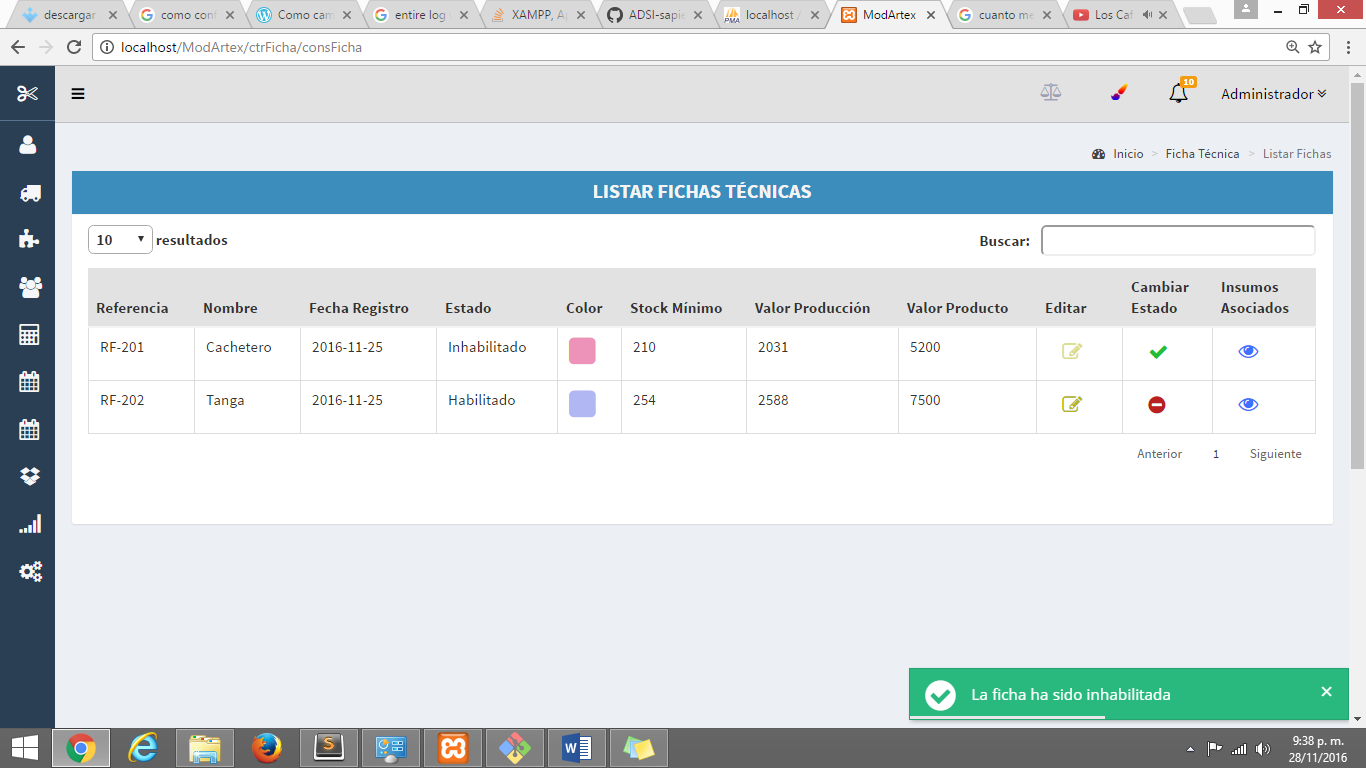 descargar
como conf
Como cam
entire log
XAMPP, Ap
ADSI-sapie
localhost /
ModArtex
cuanto me
Los Caf
localhost/ModArtex/ctrFicha/consFicha
10
Administrador
Inicio > Ficha Técnica > Listar Fichas
LISTAR FICHAS TÉCNICAS
10 resultados
Buscar:
Referencia Nombre Fecha Registro Estado Color Stock Mínimo Valor Producción Valor Producto Editar Cambiar Estado Insumos Asociados
RF-201 Cachetero 2016-11-25 Inhabilitado 210 2031 5200
RF-202 Tanga 2016-11-25 Habilitado 254 2588 7500
Anterior 1 Siguiente
La ficha ha sido inhabilitada
9:38 p. m.
28/11/2016